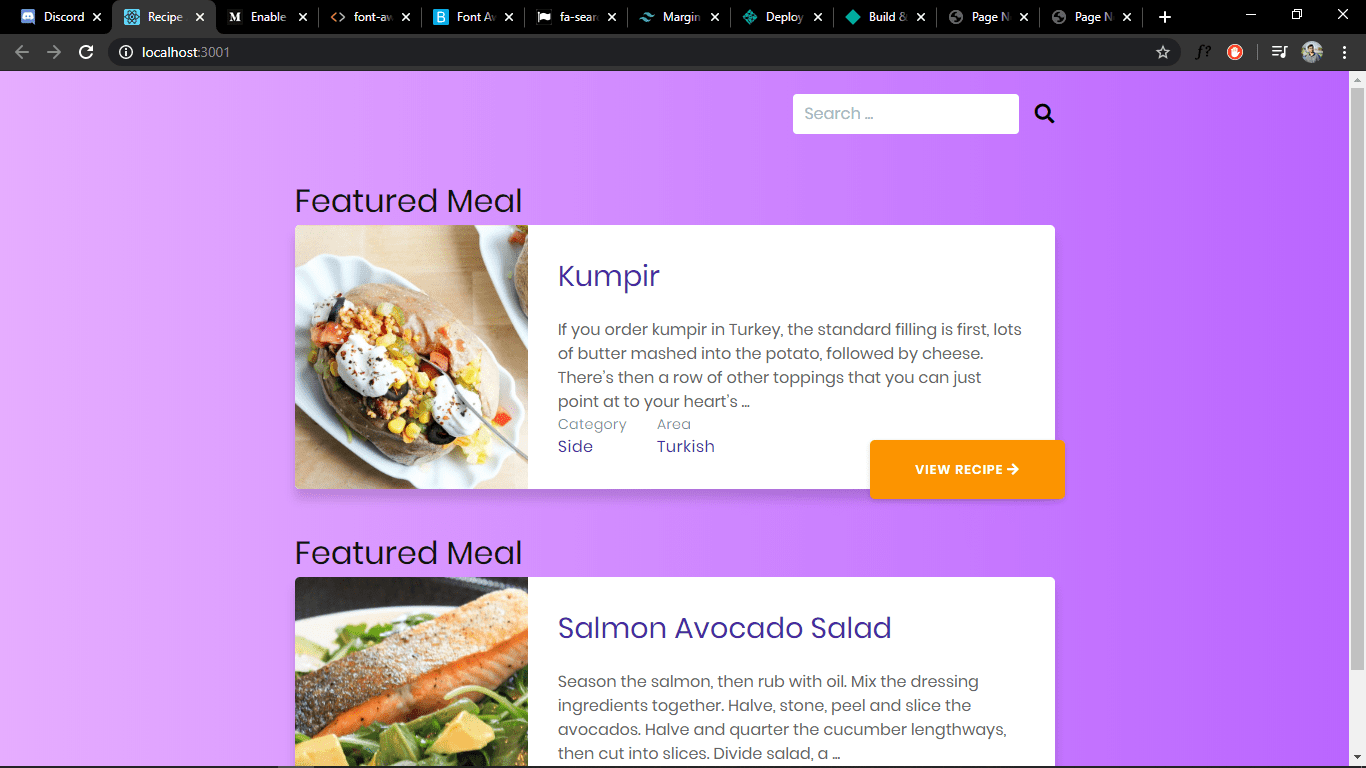 Discord
Recipe
Enable
font-aw
Font Aw
fa-sear
Margin
Deploy
Build &
Page N
Page N
localhost:3001
f?
Search ...
Featured Meal
Kumpir
If you order kumpir in Turkey, the standard filling is first, lots
of butter mashed into the potato, followed by cheese.
There's then a row of other toppings that you can just
point at to your heart's ...
Category Area
Side Turkish
VIEW RECIPE
Featured Meal
Salmon Avocado Salad
Season the salmon, then rub with oil. Mix the dressing
ingredients together. Halve, stone, peel and slice the
avocados. Halve and quarter the cucumber lengthways,
then cut into slices. Divide salad, a ...